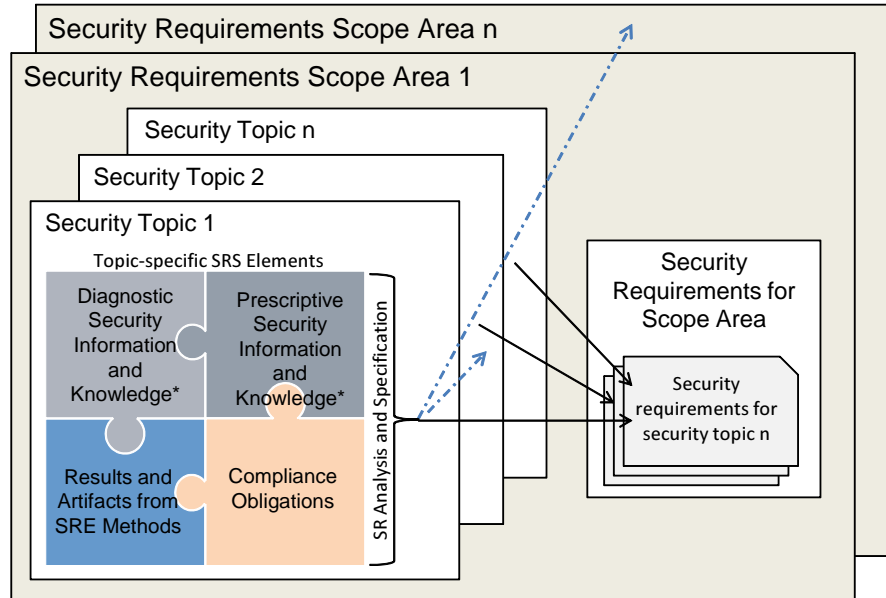 Security Requirements Scope Area n
Security Requirements Scope Area 1
Security Topic n
Security Topic 2
Security Topic 1
Topic-specific SRS Elements
Diagnostic
Security
Information
and
Knowledge*
Prescriptive
Security
Information
and
Knowledge*
Results and
Artifacts from
SRE Methods
Compliance
Obligations
SR Analysis and Specification
Security
Requirements for
Scope Area
Security
requirements for
security topic n